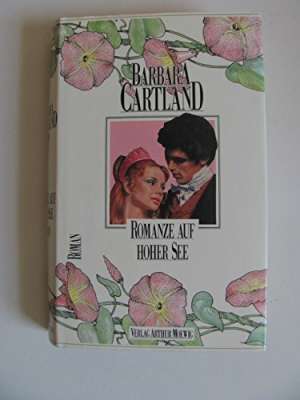 BARBARA
CARTLAND
ROMANZE AUF
HOHER SEE
ROMAN
VERLAG ARTHUR MOEWIG